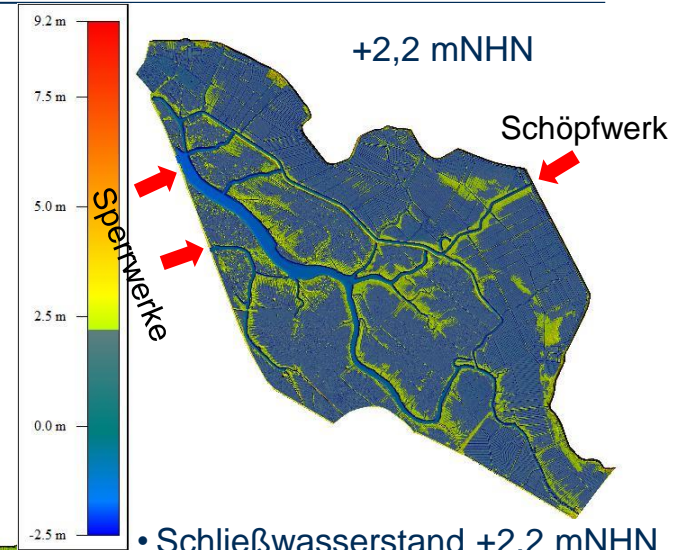 9.2 m
+2,2 mNHN
7.5 m
Schöpfwerk
5.0 m
Sperrwerke
2.5 m
0.0 m
-2.5 m
• Schließwasserstand +2,2 mNHN